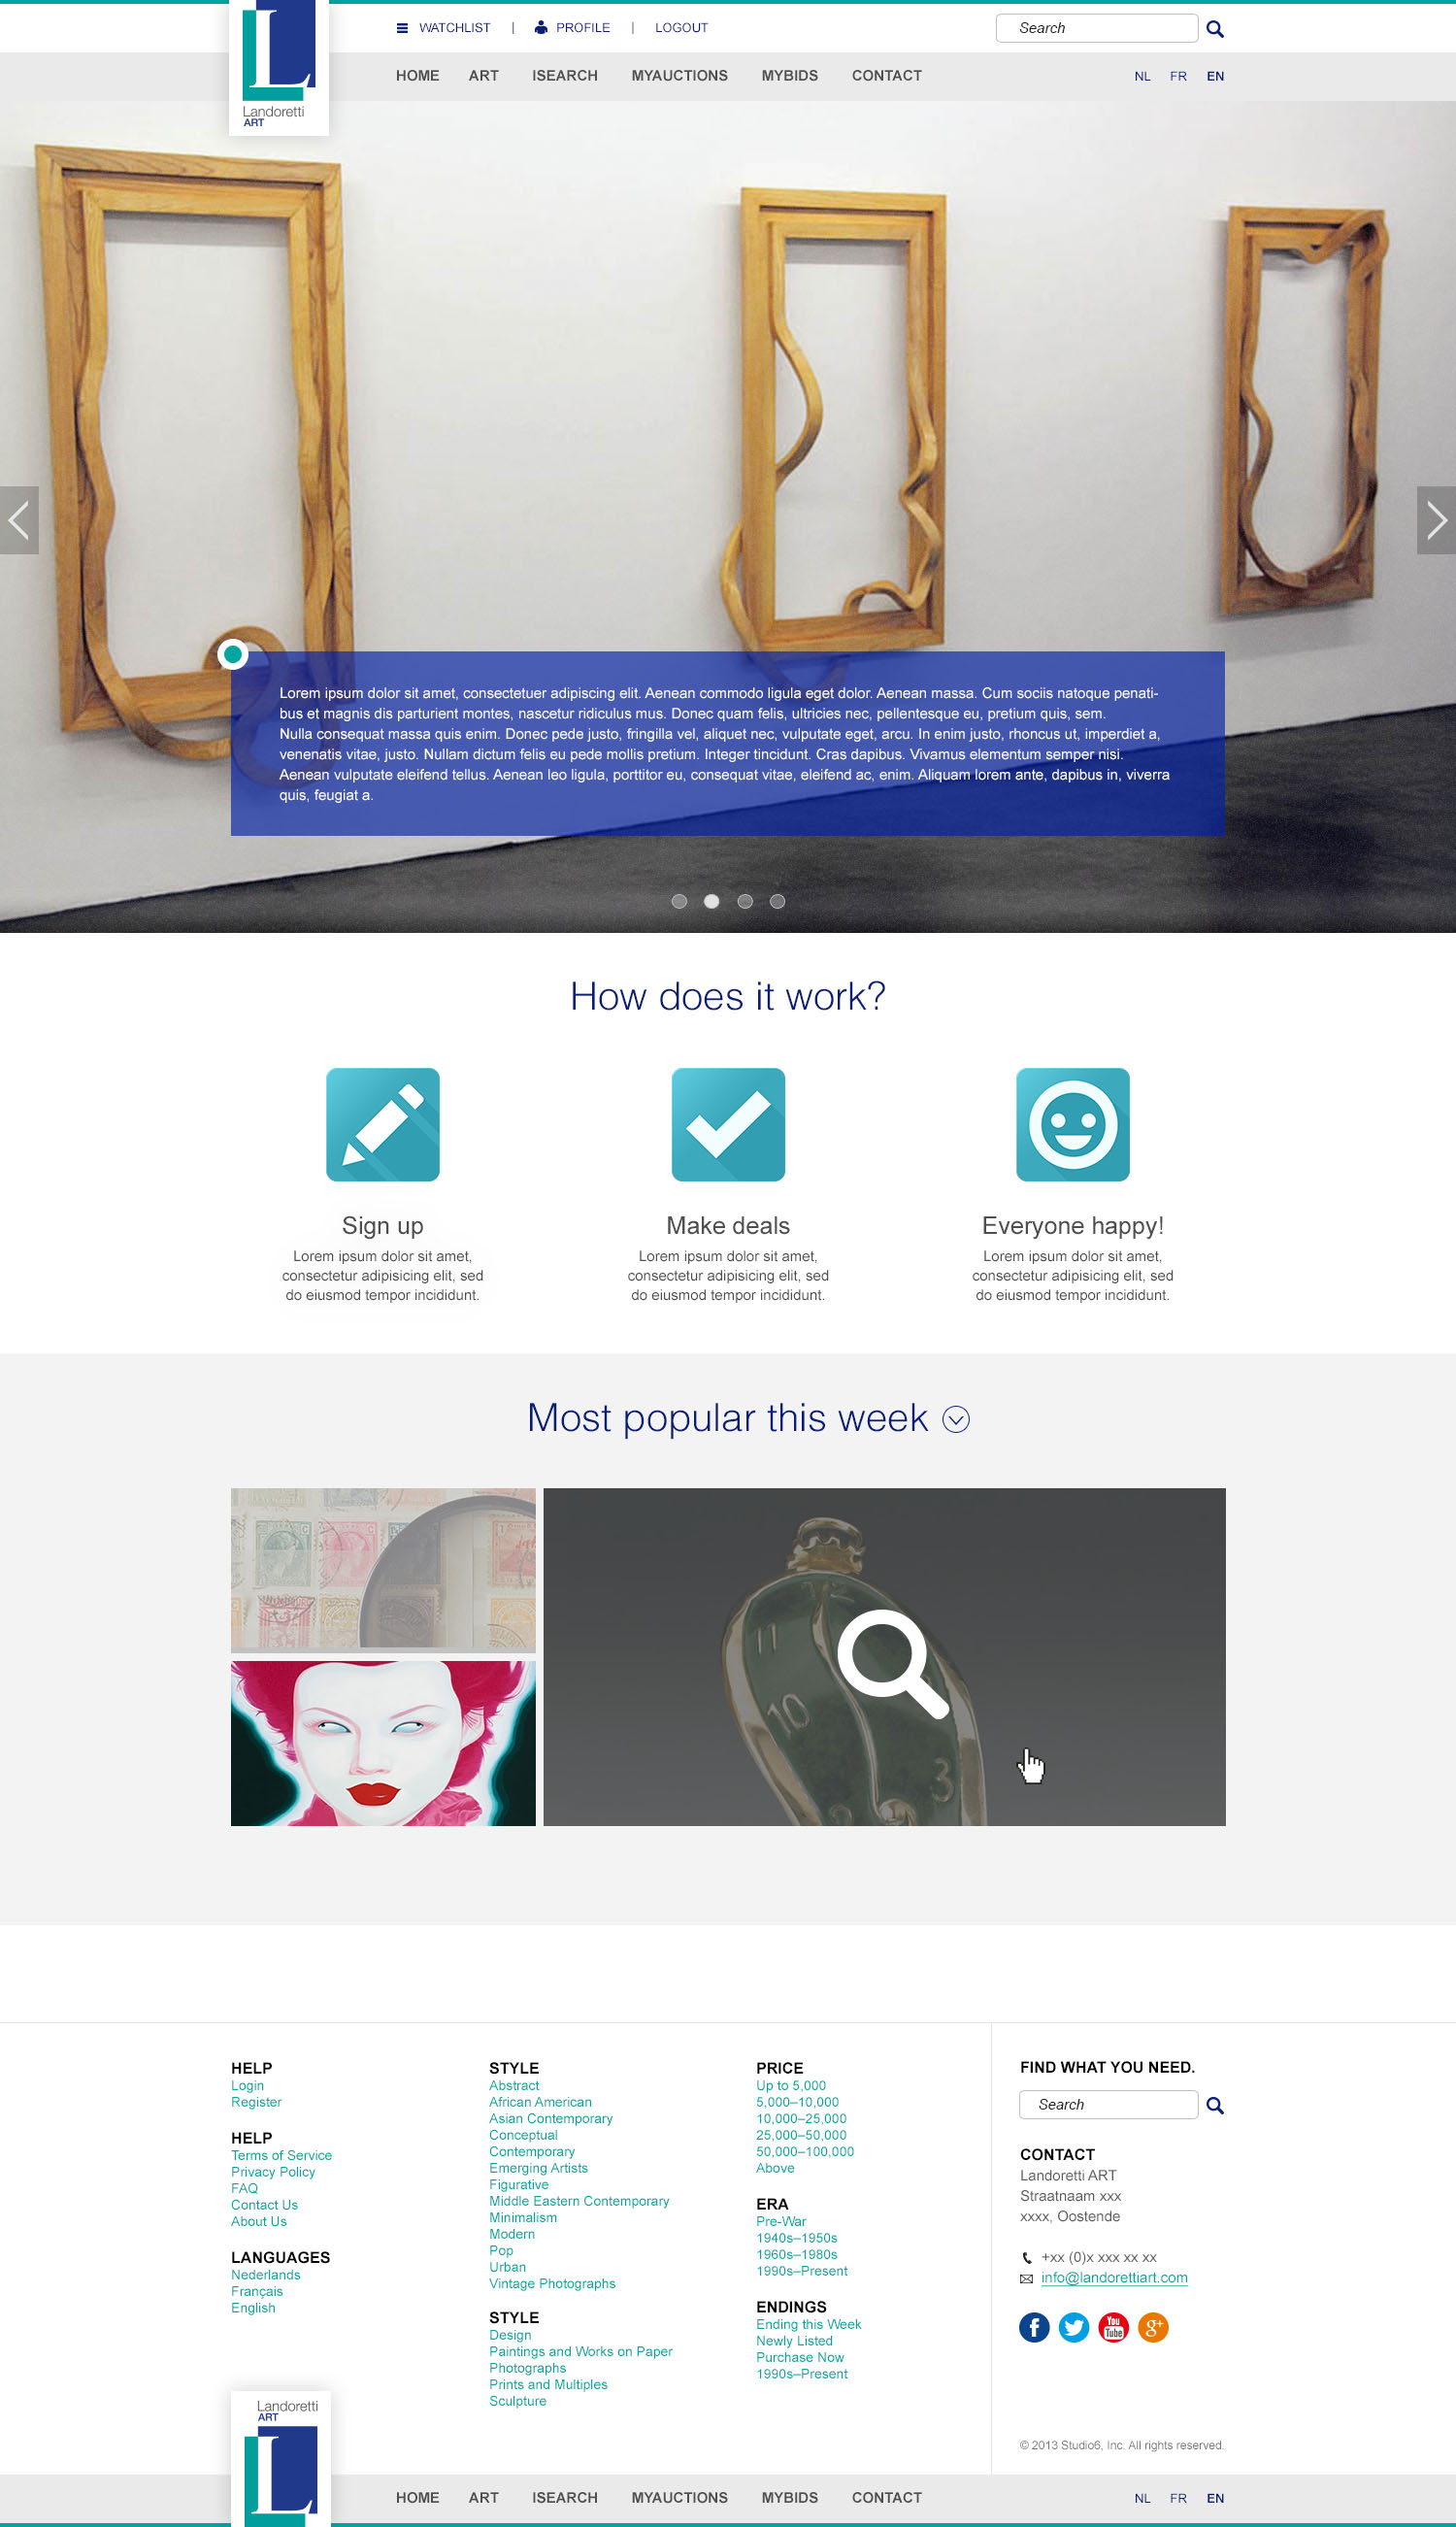 WATCHLIST | PROFILE | LOGOUT
Search
L
Landoretti
ART
HOME ART ISEARCH MYAUCTIONS MYBIDS CONTACT
NL FR EN
Lorem ipsum dolor sit amet, consectetuer adipiscing elit. Aenean commodo ligula eget dolor. Aenean massa. Cum sociis natoque penati-
bus et magnis dis parturient montes, nascetur ridiculus mus. Donec quam felis, ultricies nec, pellentesque eu, pretium quis, sem.
Nulla consequat massa quis enim. Donec pede justo, fringilla vel, aliquet nec, vulputate eget, arcu. In enim justo, rhoncus ut, imperdiet a,
venenatis vitae, justo. Nullam dictum felis eu pede mollis pretium. Integer tincidunt. Cras dapibus. Vivamus elementum semper nisi.
Aenean vulputate eleifend tellus. Aenean leo ligula, porttitor eu, consequat vitae, eleifend ac, enim. Aliquam lorem ante, dapibus in, viverra
quis, feugiat a.
How does it work?
Sign up
Lorem ipsum dolor sit amet,
consectetur adipisicing elit, sed
do eiusmod tempor incididunt.
Make deals
Lorem ipsum dolor sit amet,
consectetur adipisicing elit, sed
do eiusmod tempor incididunt.
Everyone happy!
Lorem ipsum dolor sit amet,
consectetur adipisicing elit, sed
do eiusmod tempor incididunt.
Most popular this week
11
10
3
HELP
Login
Register
HELP
Terms of Service
Privacy Policy
FAQ
Contact Us
About Us
LANGUAGES
Nederlands
Français
English
STYLE
Abstract
African American
Asian Contemporary
Conceptual
Contemporary
Emerging Artists
Figurative
Middle Eastern Contemporary
Minimalism
Modern
Pop
Urban
Vintage Photographs
STYLE
Design
Paintings and Works on Paper
Photographs
Prints and Multiples
Sculpture
PRICE
Up to 5,000
5,000–10,000
10,000–25,000
25,000–50,000
50,000–100,000
Above
ERA
Pre-War
1940s–1950s
1960s–1980s
1990s–Present
ENDINGS
Ending this Week
Newly Listed
Purchase Now
1990s–Present
FIND WHAT YOU NEED.
Search
CONTACT
Landoretti ART
Straatnaam xxx
xxxx, Oostende
+xx (0)x xxx xx xx
info@landorettiart.com
f You Tube g+
© 2013 Studio6, Inc. All rights reserved.
Landoretti
ART
L
HOME ART ISEARCH MYAUCTIONS MYBIDS CONTACT
NL FR EN